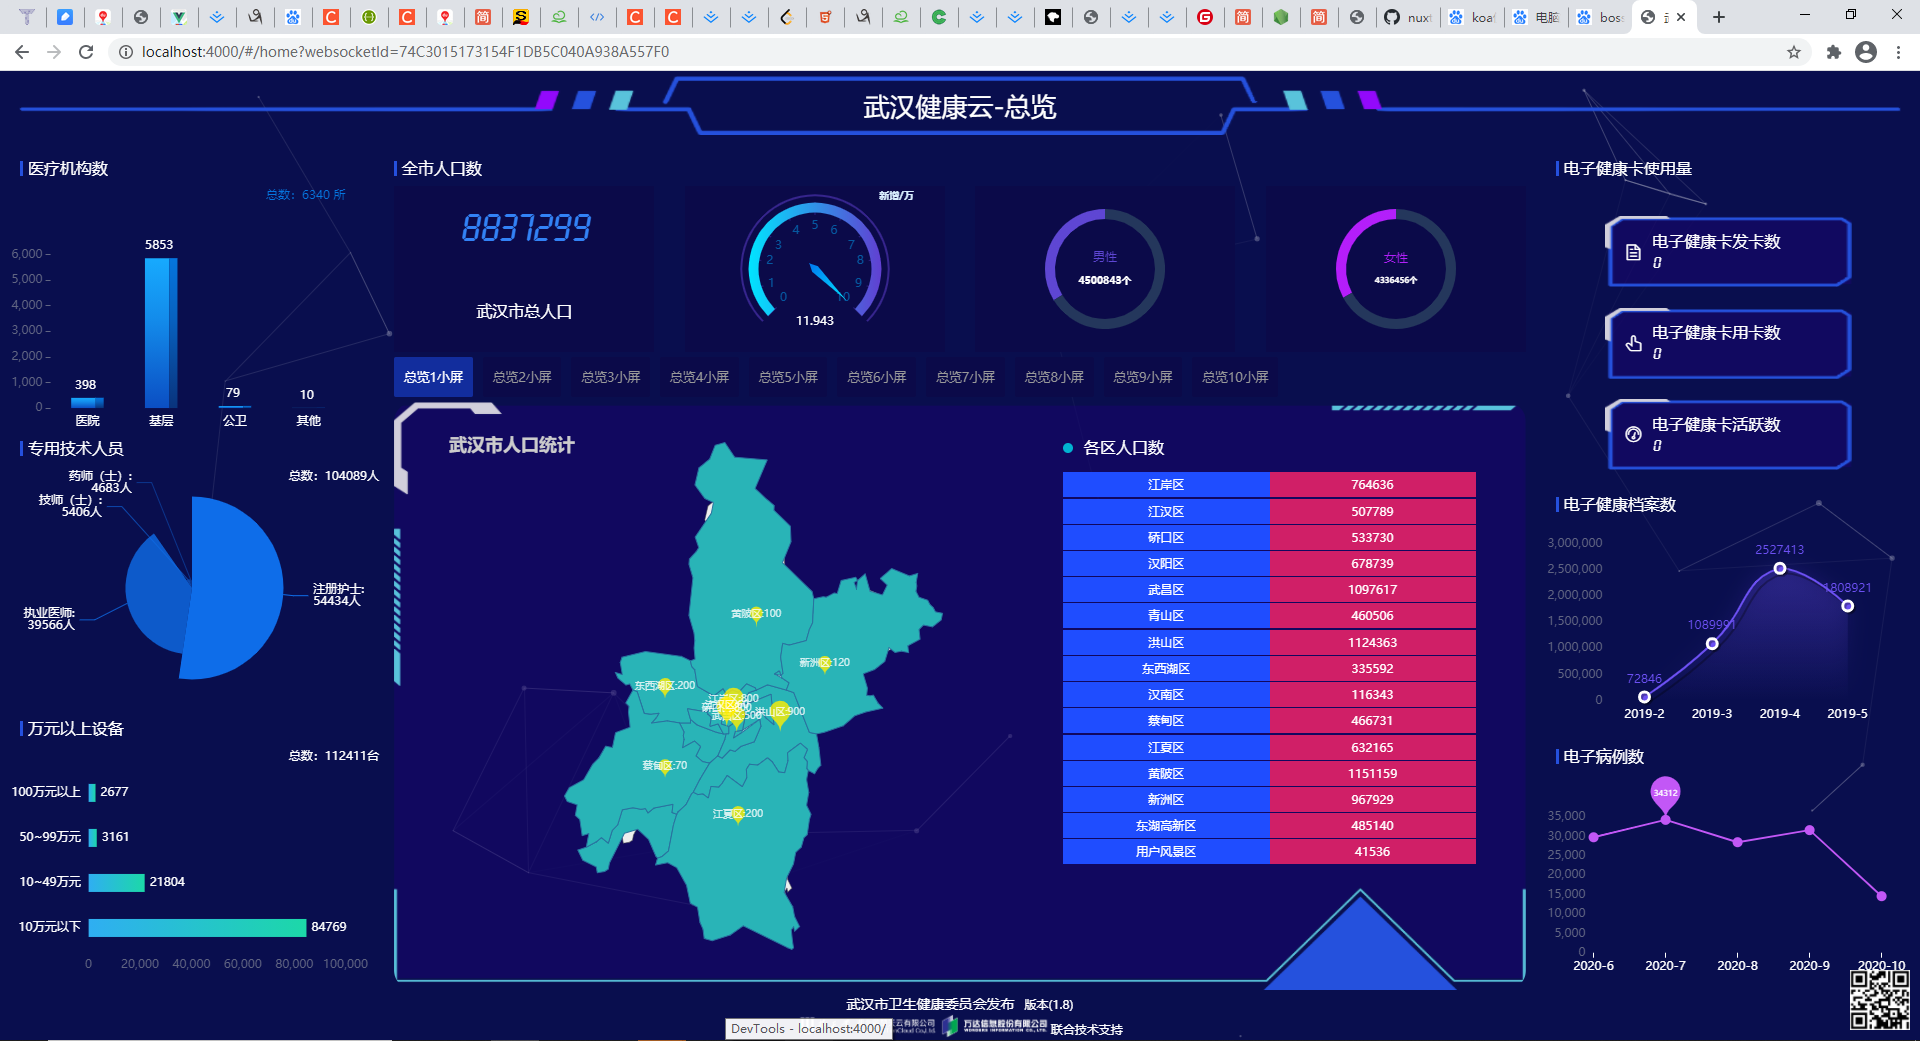 nuxt
koa
电脑
bos
localhost:4000/#/home?websocketId=74C3015173154F1DB5C040A938A557F0
武汉健康云-总览
医疗机构数
总数：6340 所
6,000
5,000
4,000
3,000
2,000
1,000
0
398
5853
79
10
医院
基层
公卫
其他
专用技术人员
总数：104089人
药师（士）:
4683人
技师（士）:
5406人
执业医师:
39566人
注册护士:
54434人
万元以上设备
总数：112411台
100万元以上
2677
50~99万元
3161
10~49万元
21804
10万元以下
84769
0
20,000
40,000
60,000
80,000
100,000
全市人口数
8837299
武汉市总人口
新增/万
0
1
2
3
4
5
6
7
8
9
10
11.943
男性
4500843个
女性
4336456个
总览1小屏
总览2小屏
总览3小屏
总览4小屏
总览5小屏
总览6小屏
总览7小屏
总览8小屏
总览9小屏
总览10小屏
武汉市人口统计
黄陂区:100
新洲区:120
东西湖区:200
洪山区:900
蔡甸区:70
江夏区:200
各区人口数
江岸区 764636
江汉区 507789
硚口区 533730
汉阳区 678739
武昌区 1097617
青山区 460506
洪山区 1124363
东西湖区 335592
汉南区 116343
蔡甸区 466731
江夏区 632165
黄陂区 1151159
新洲区 967929
东湖高新区 485140
用户风景区 41536
电子健康卡使用量
电子健康卡发卡数
0
电子健康卡用卡数
0
电子健康卡活跃数
0
电子健康档案数
3,000,000
2,500,000
2,000,000
1,500,000
1,000,000
500,000
0
72846
1089991
2527413
1808921
2019-2
2019-3
2019-4
2019-5
电子病例数
34312
35,000
30,000
25,000
20,000
15,000
10,000
5,000
0
2020-6
2020-7
2020-8
2020-9
2020-10
武汉市卫生健康委员会发布 版本(1.8)
DevTools - localhost:4000/
云有限公司
万达信息股份有限公司
联合技术支持